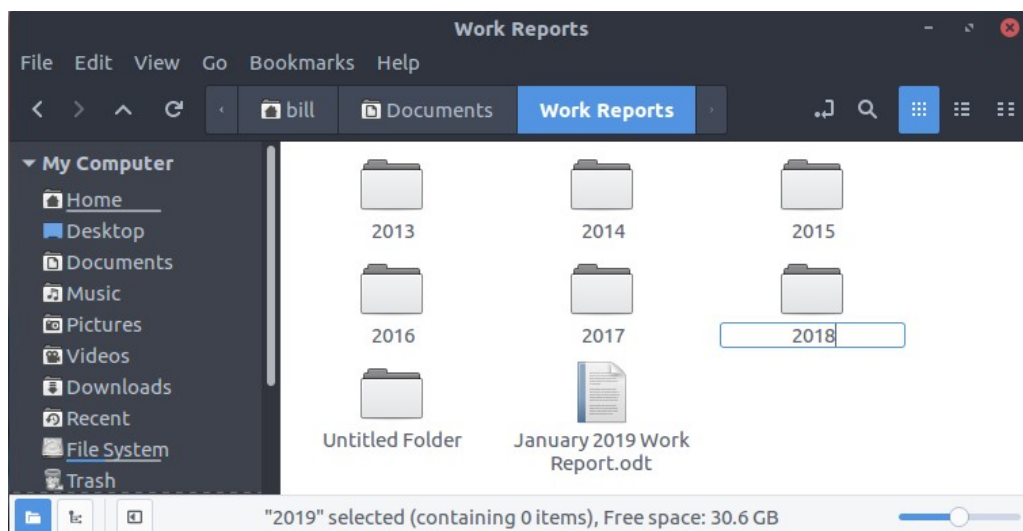 Work Reports
File Edit View Go Bookmarks Help
bill Documents Work Reports
My Computer
Home
Desktop
Documents
Music
Pictures
Videos
Downloads
Recent
File System
Trash
2013 2014 2015
2016 2017 2018
Untitled Folder January 2019 Work
Report.odt
"2019" selected (containing 0 items), Free space: 30.6 GB